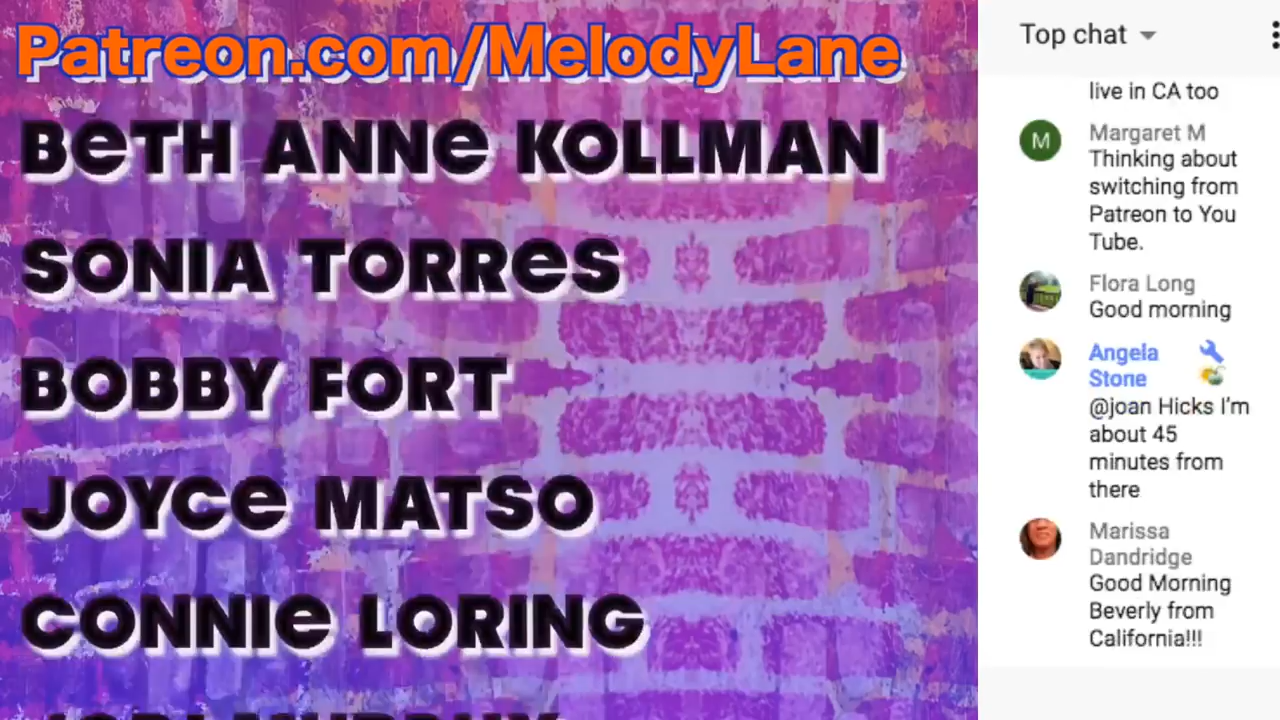 Patreon.com/MelodyLane
BeTH ANNe KOLLMAN
SONIA TORReS
BOBBY FORT
JOYCe MATSO
CONNIe LORING
Top chat
live in CA too
M
Margaret M
Thinking about
switching from
Patreon to You
Tube.
Flora Long
Good morning
Angela
Stone
@joan Hicks I'm
about 45
minutes from
there
Marissa
Dandridge
Good Morning
Beverly from
California!!!